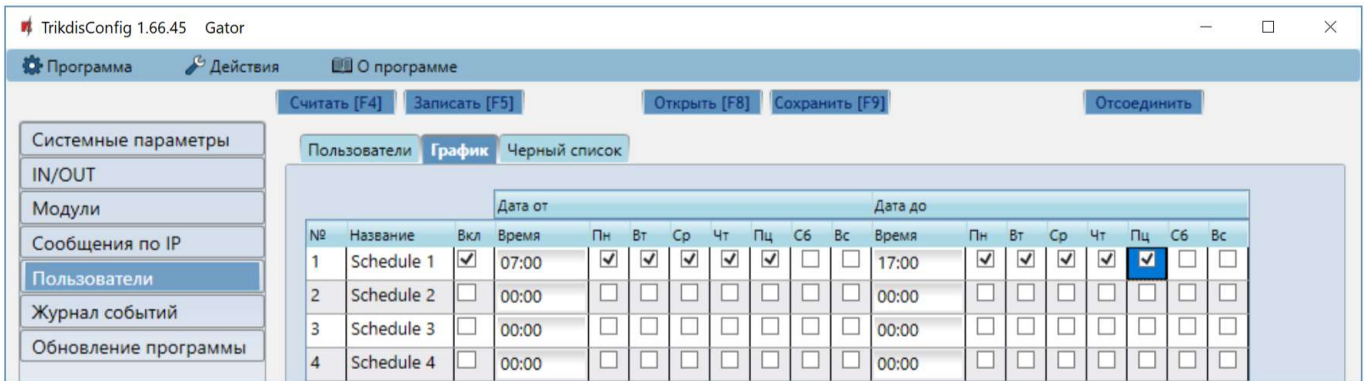 TrikdisConfig 1.66.45 Gator
Программа Действия О программе
Считать [F4] Записать [F5] Открыть [F8] Сохранить [F9] Отсоединить
Системные параметры
IN/OUT
Модули
Сообщения по IP
Пользователи
Журнал событий
Обновление программы
Пользователи График Черный список
Дата от Дата до
№ Название Вкл Время Пн Вт Ср Чт Пц Сб Вс Время Пн Вт Ср Чт Пц Сб Вс
1 Schedule 1 07:00 17:00
2 Schedule 2 00:00 00:00
3 Schedule 3 00:00 00:00
4 Schedule 4 00:00 00:00